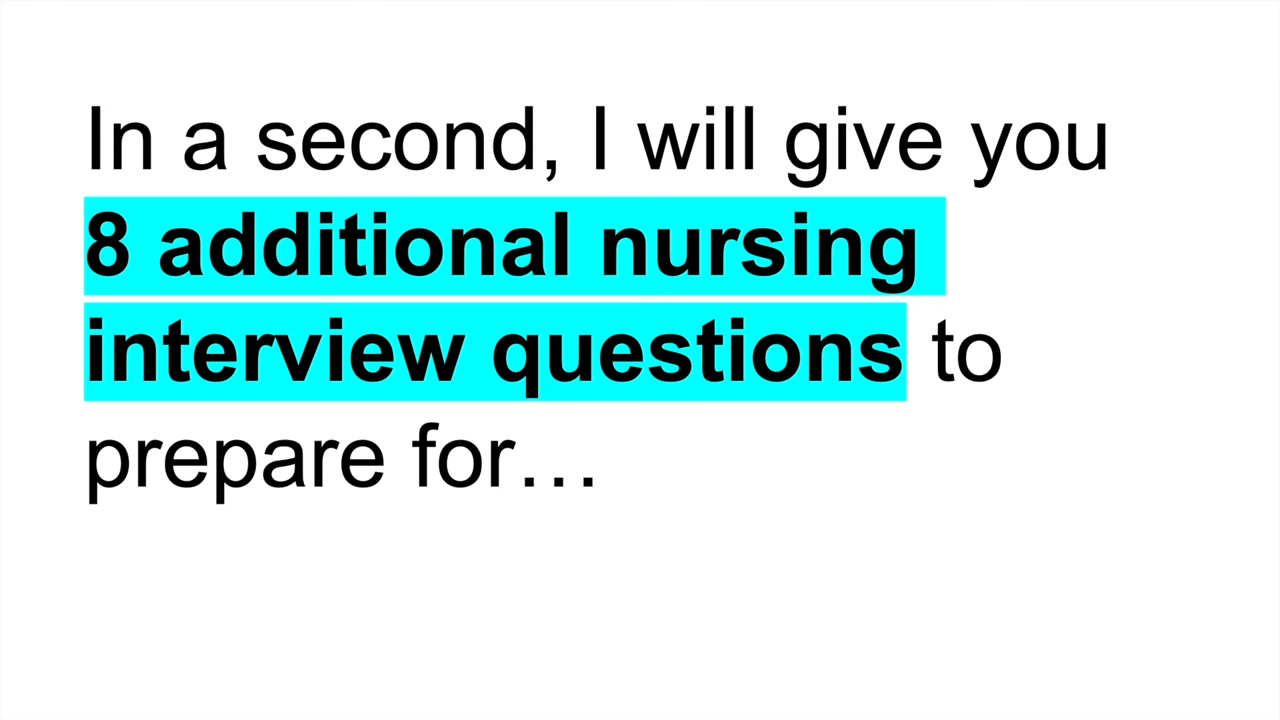 In a second, I will give you
8 additional nursing
interview questions to
prepare for…